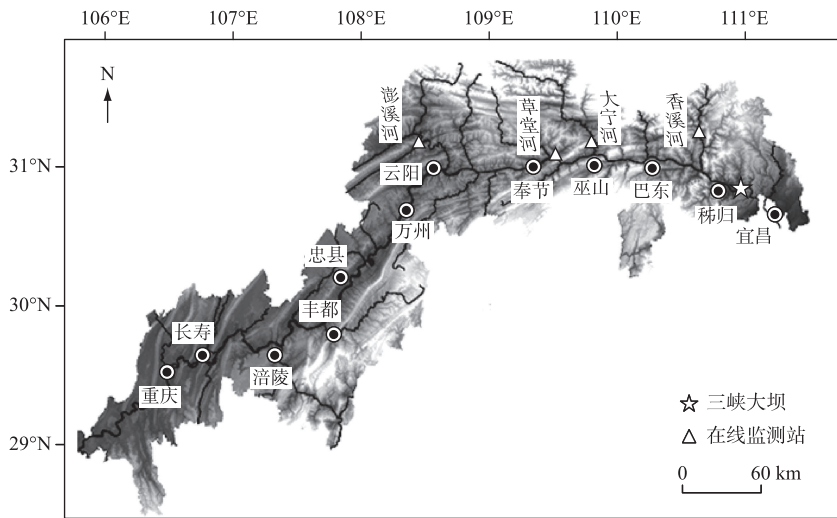 106°E
107°E
108°E
109°E
110°E
111°E
N
澎溪河
草堂河
大宁河
香溪河
31°N
云阳
奉节
巫山
巴东
秭归
宜昌
万州
忠县
30°N
丰都
长寿
涪陵
重庆
三峡大坝
在线监测站
29°N
0
60 km